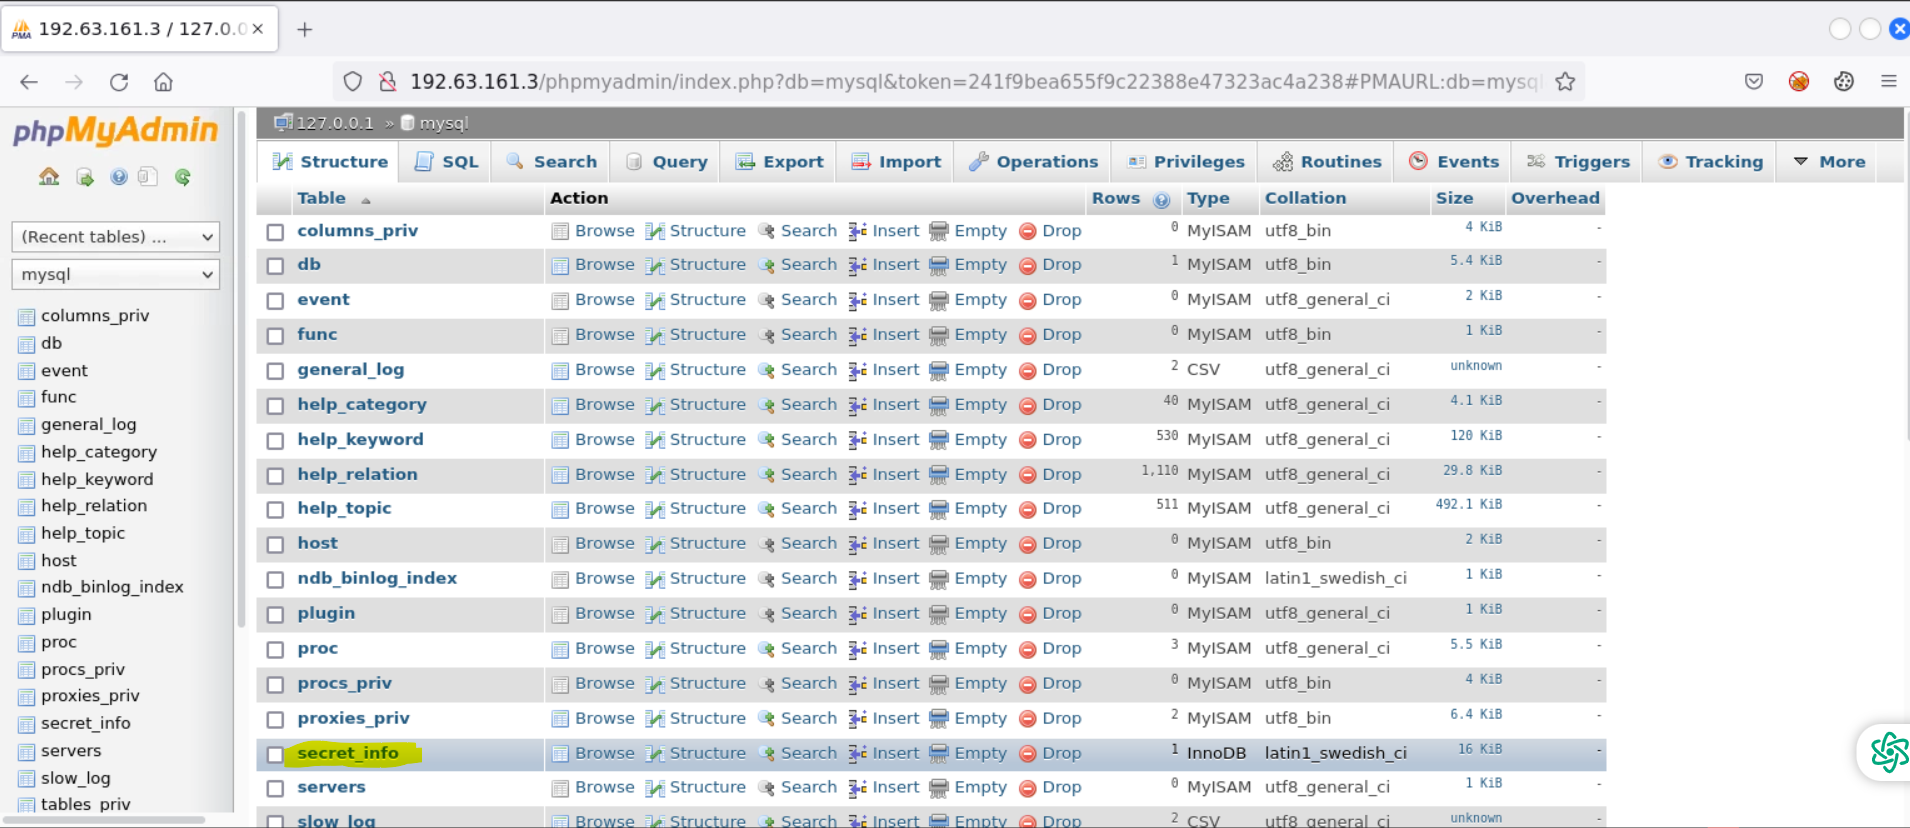 192.63.161.3 / 127.0.0
192.63.161.3/phpmyadmin/index.php?db=mysql&token=241f9bea655f9c22388e47323ac4a238#PMAURL:db=mysql
phpMyAdmin
(Recent tables) ...
mysql
columns_priv
db
event
func
general_log
help_category
help_keyword
help_relation
help_topic
host
ndb_binlog_index
plugin
proc
procs_priv
proxies_priv
secret_info
servers
slow_log
tables_priv
127.0.0.1 » mysql
Structure SQL Search Query Export Import Operations Privileges Routines Events Triggers Tracking More
Table Action Rows Type Collation Size Overhead
columns_priv Browse Structure Search Insert Empty Drop 0 MyISAM utf8_bin 4 KiB -
db Browse Structure Search Insert Empty Drop 1 MyISAM utf8_bin 5.4 KiB -
event Browse Structure Search Insert Empty Drop 0 MyISAM utf8_general_ci 2 KiB -
func Browse Structure Search Insert Empty Drop 0 MyISAM utf8_bin 1 KiB -
general_log Browse Structure Search Insert Empty Drop 2 CSV utf8_general_ci unknown -
help_category Browse Structure Search Insert Empty Drop 40 MyISAM utf8_general_ci 4.1 KiB -
help_keyword Browse Structure Search Insert Empty Drop 530 MyISAM utf8_general_ci 120 KiB -
help_relation Browse Structure Search Insert Empty Drop 1,110 MyISAM utf8_general_ci 29.8 KiB -
help_topic Browse Structure Search Insert Empty Drop 511 MyISAM utf8_general_ci 492.1 KiB -
host Browse Structure Search Insert Empty Drop 0 MyISAM utf8_bin 2 KiB -
ndb_binlog_index Browse Structure Search Insert Empty Drop 0 MyISAM latin1_swedish_ci 1 KiB -
plugin Browse Structure Search Insert Empty Drop 0 MyISAM utf8_general_ci 1 KiB -
proc Browse Structure Search Insert Empty Drop 3 MyISAM utf8_general_ci 5.5 KiB -
procs_priv Browse Structure Search Insert Empty Drop 0 MyISAM utf8_bin 4 KiB -
proxies_priv Browse Structure Search Insert Empty Drop 2 MyISAM utf8_bin 6.4 KiB -
secret_info Browse Structure Search Insert Empty Drop 1 InnoDB latin1_swedish_ci 16 KiB -
servers Browse Structure Search Insert Empty Drop 0 MyISAM utf8_general_ci 1 KiB -
slow_log Browse Structure Search Insert Empty Drop 2 CSV utf8_general_ci unknown -